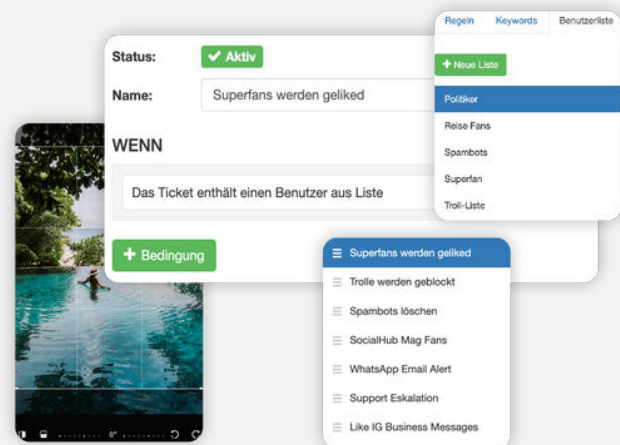 Regeln Keywords Benutzerliste
+ Neue Liste
Politiker
Reise Fans
Spambots
Superfan
Troll-Liste
Status: ✔ Aktiv
Name: Superfans werden geliked
WENN
Das Ticket enthält einen Benutzer aus Liste
+ Bedingung
Superfans werden geliked
Trolle werden geblockt
Spambots löschen
SocialHub Mag Fans
WhatsApp Email Alert
Support Eskalation
Like IG Business Messages
0°